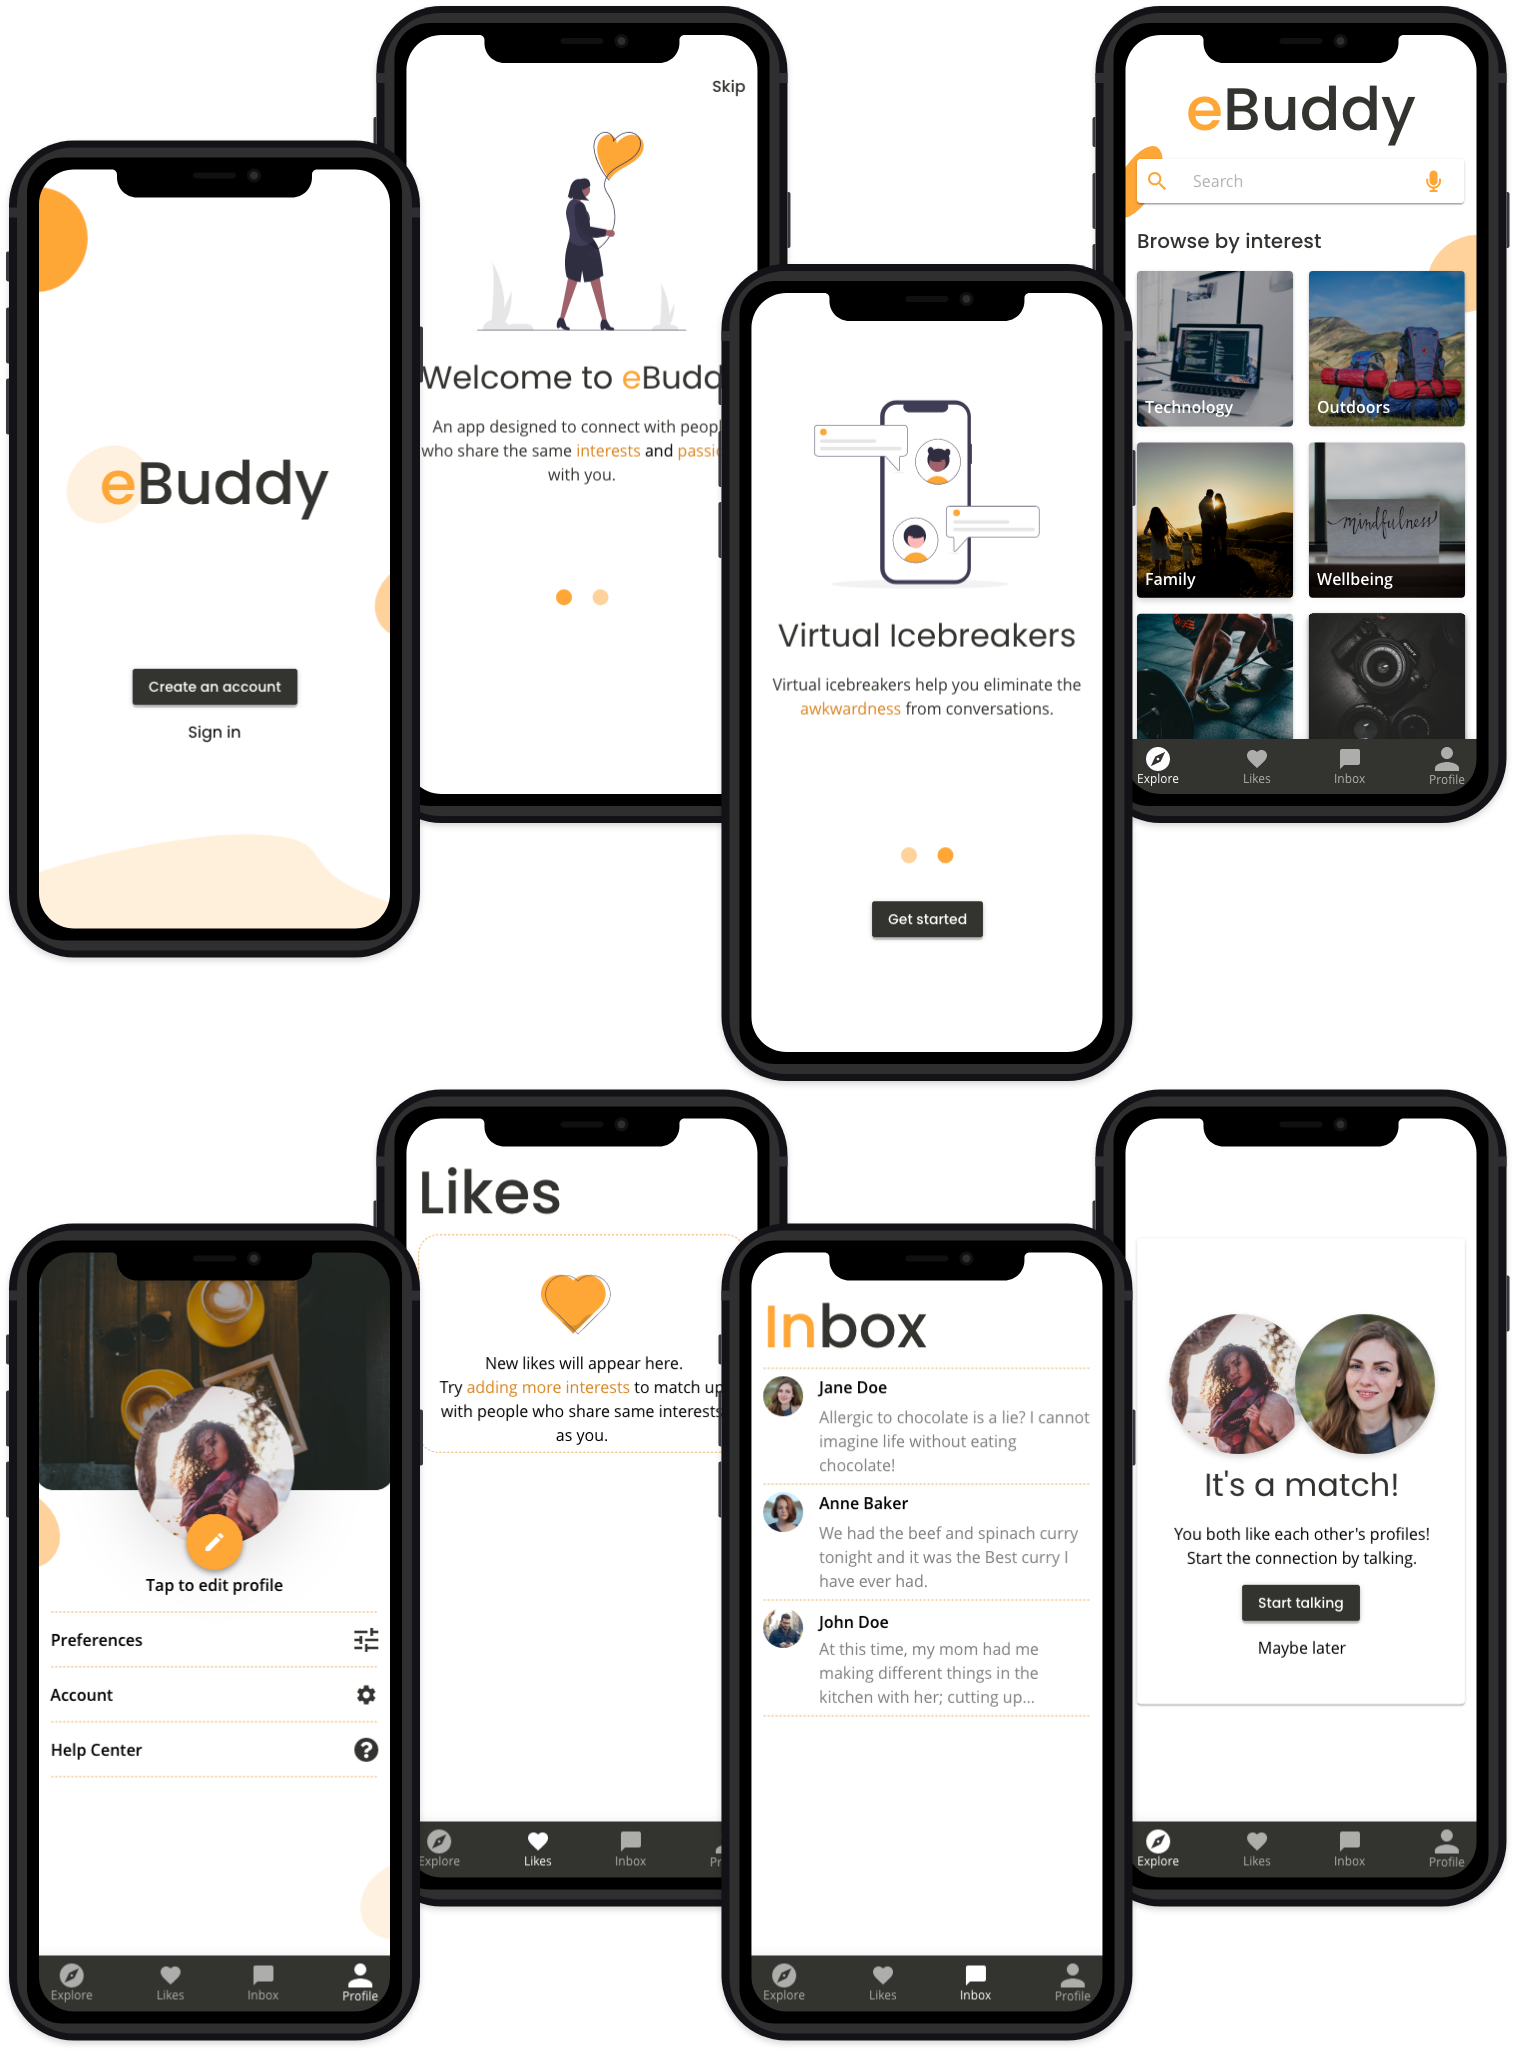 eBuddy
Create an account
Sign in
Skip
Welcome to eBudd
An app designed to connect with peopl
who share the same interests and passi
with you.
Virtual Icebreakers
Virtual icebreakers help you eliminate the
awkwardness from conversations.
Get started
eBuddy
Search
Browse by interest
Technology
Outdoors
mindfulness
Family
Wellbeing
SONY
Explore
Likes
Inbox
Profile
Tap to edit profile
Preferences
Account
Help Center
Explore
Likes
Inbox
Profile
Likes
New likes will appear here.
Try adding more interests to match up
with people who share same interests
as you.
Explore
Likes
Inbox
Pr
Inbox
Jane Doe
Allergic to chocolate is a lie? I cannot
imagine life without eating
chocolate!
Anne Baker
We had the beef and spinach curry
tonight and it was the Best curry I
have ever had.
John Doe
At this time, my mom had me
making different things in the
kitchen with her; cutting up...
Explore
Likes
Inbox
Profile
It's a match!
You both like each other's profiles!
Start the connection by talking.
Start talking
Maybe later
Explore
Likes
Inbox
Profile